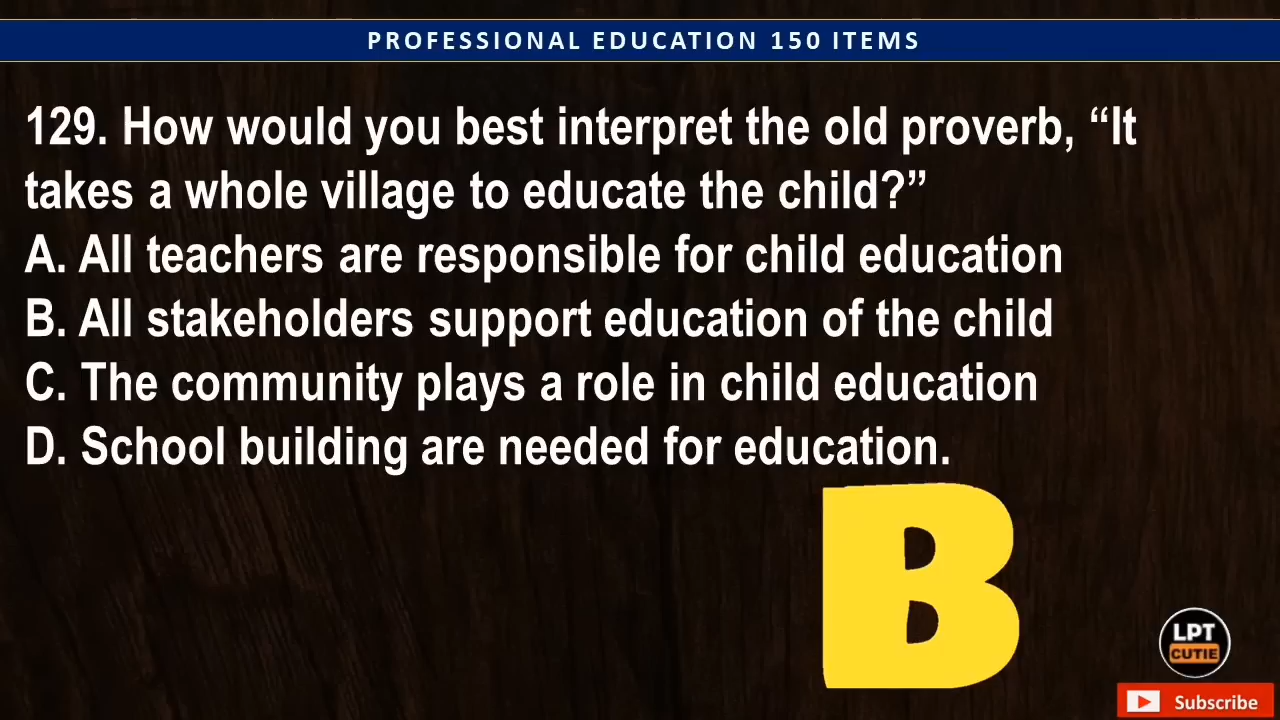 PROFESSIONAL EDUCATION 150 ITEMS
129. How would you best interpret the old proverb, “It
takes a whole village to educate the child?”
A. All teachers are responsible for child education
B. All stakeholders support education of the child
C. The community plays a role in child education
D. School building are needed for education.
B
LPT
CUTIE
Subscribe